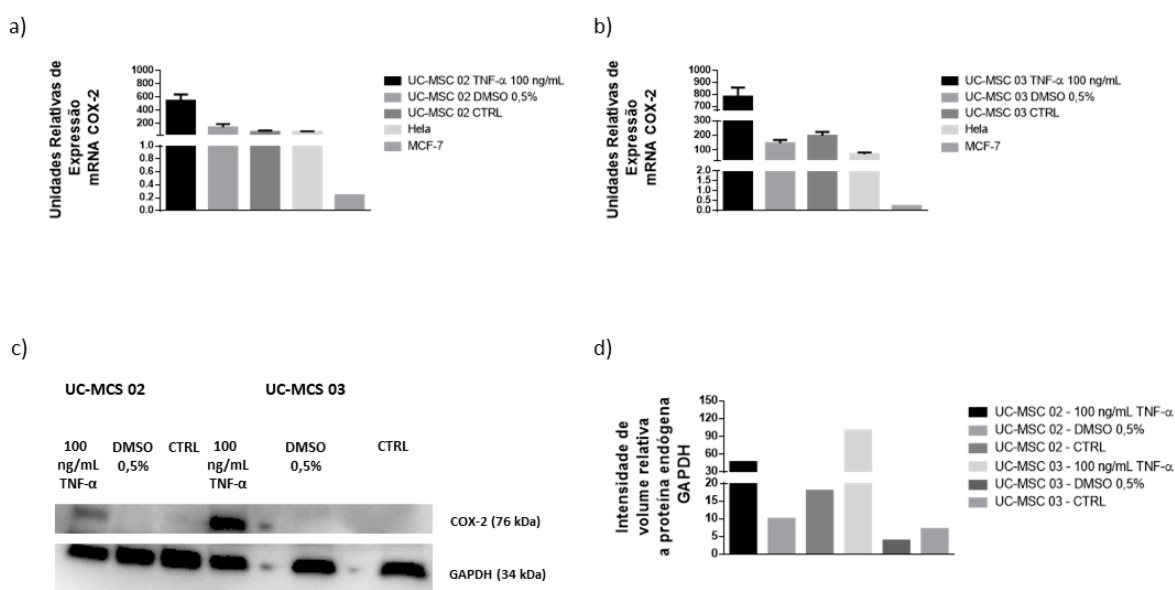 a)
Unidades Relativas de
Expressão
mRNA COX-2
1000
800
600
400
200
1.0
0.8
0.6
0.4
0.2
0.0
UC-MSC 02 TNF-α 100 ng/mL
UC-MSC 02 DMSO 0,5%
UC-MSC 02 CTRL
Hela
MCF-7
b)
Unidades Relativas de
Expressão
mRNA COX-2
1000
900
800
700
300
200
100
2.0
1.5
1.0
0.5
0.0
UC-MSC 03 TNF-α 100 ng/mL
UC-MSC 03 DMSO 0,5%
UC-MSC 03 CTRL
Hela
MCF-7
c)
UC-MCS 02 UC-MCS 03
100 DMSO CTRL 100 DMSO CTRL
ng/mL 0,5% ng/mL 0,5%
TNF-α TNF-α
COX-2 (76 kDa)
GAPDH (34 kDa)
d)
Intensidade de
volume relativa
a proteína endógena
GAPDH
150
120
90
60
30
20
15
10
5
0
UC-MSC 02 - 100 ng/mL TNF-α
UC-MSC 02 - DMSO 0,5%
UC-MSC 02 - CTRL
UC-MSC 03 - 100 ng/mL TNF-α
UC-MSC 03 - DMSO 0,5%
UC-MSC 03 - CTRL